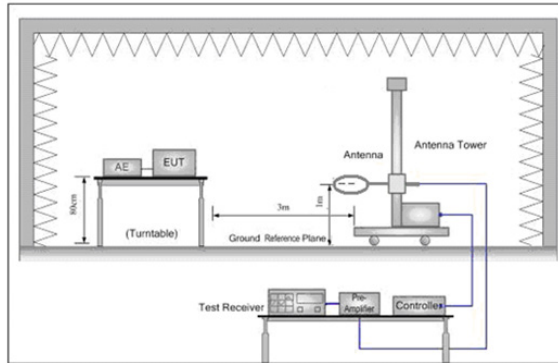 Antenna Tower
Antenna
AE
EUT
80cm
(Turntable)
3m
1m
Ground Reference Plane
Test Receiver
Pre-
Amplifier
Controller